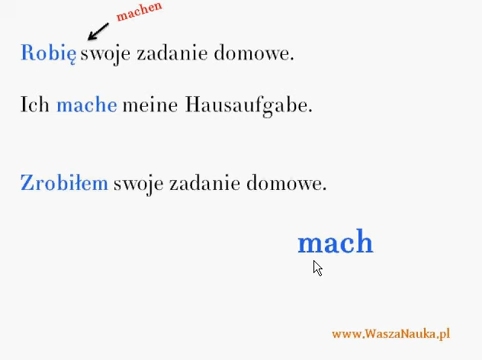 machen
Robię swoje zadanie domowe.
Ich mache meine Hausaufgabe.
Zrobiłem swoje zadanie domowe.
mach
www.WaszaNauka.pl